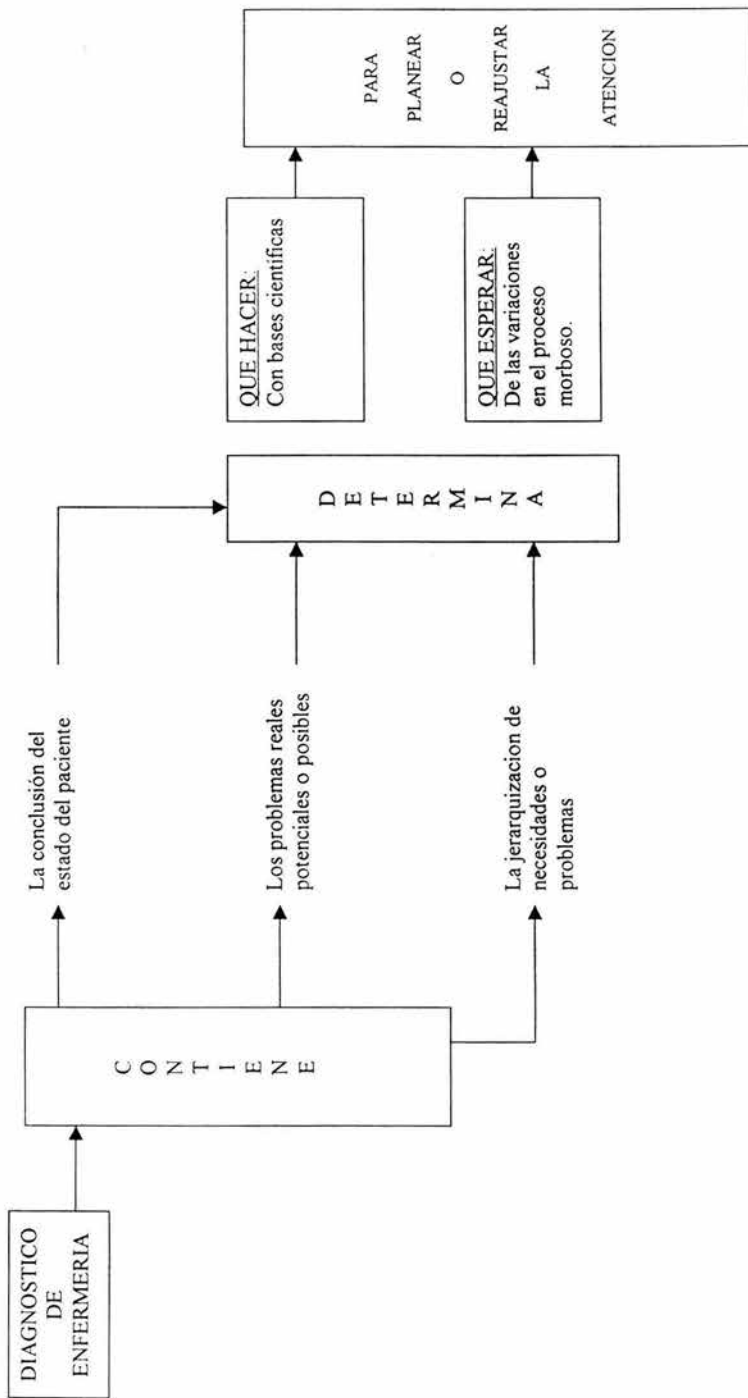 DIAGNOSTICO
DE
ENFERMERIA
C
O
N
T
I
E
N
E
La conclusión del
estado del paciente
Los problemas reales
potenciales o posibles
La jerarquizacion de
necesidades o
problemas
D
E
T
E
R
M
I
N
A
QUE HACER:
Con bases cientificas
QUE ESPERAR:
De las variaciones
en el proceso
morboso.
PARA
PLANEAR
O
REAJUSTAR
LA
ATENCION